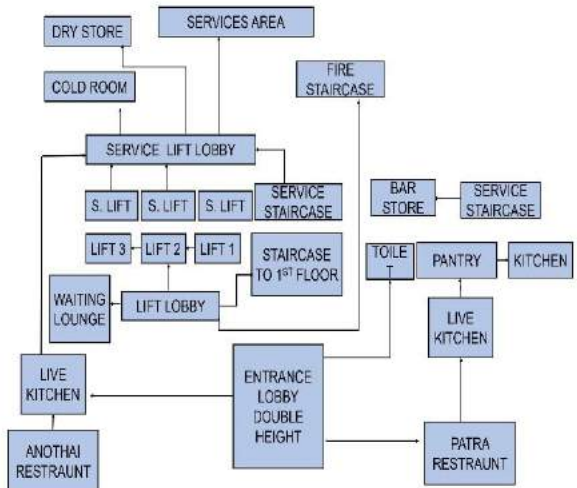 SERVICES AREA
DRY STORE
FIRE
STAIRCASE
COLD ROOM
SERVICE LIFT LOBBY
S. LIFT
S. LIFT
S. LIFT
SERVICE
STAIRCASE
BAR
STORE
SERVICE
STAIRCASE
LIFT 3
LIFT 2
LIFT 1
STAIRCASE
TO 1ST FLOOR
TOILE
T
PANTRY
KITCHEN
WAITING
LOUNGE
LIFT LOBBY
LIVE
KITCHEN
LIVE
KITCHEN
ENTRANCE
LOBBY
DOUBLE
HEIGHT
ANOTHAI
RESTRAUNT
PATRA
RESTRAUNT